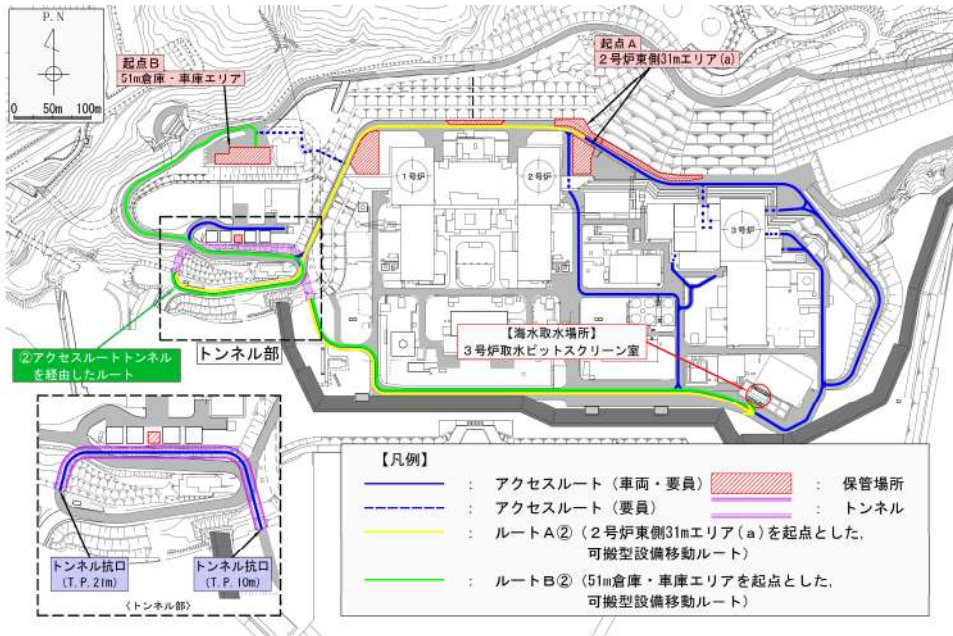 P.N
0 50m 100m
起点B
51m倉庫・車庫エリア
起点A
2号炉東側31mエリア(a)
1号炉
2号炉
3号炉
【海水取水場所】
3号炉取水ピットスクリーン室
トンネル部
②アクセスルートトンネル
を経由したルート
トンネル坑口
(T.P.21m)
トンネル坑口
(T.P.10m)
〈トンネル部〉
【凡例】
： アクセスルート（車両・要員）
： 保管場所
： アクセスルート（要員）
： トンネル
： ルートA②（2号炉東側31mエリア(a)を起点とした,
可搬型設備移動ルート）
： ルートB②（51m倉庫・車庫エリアを起点とした,
可搬型設備移動ルート）